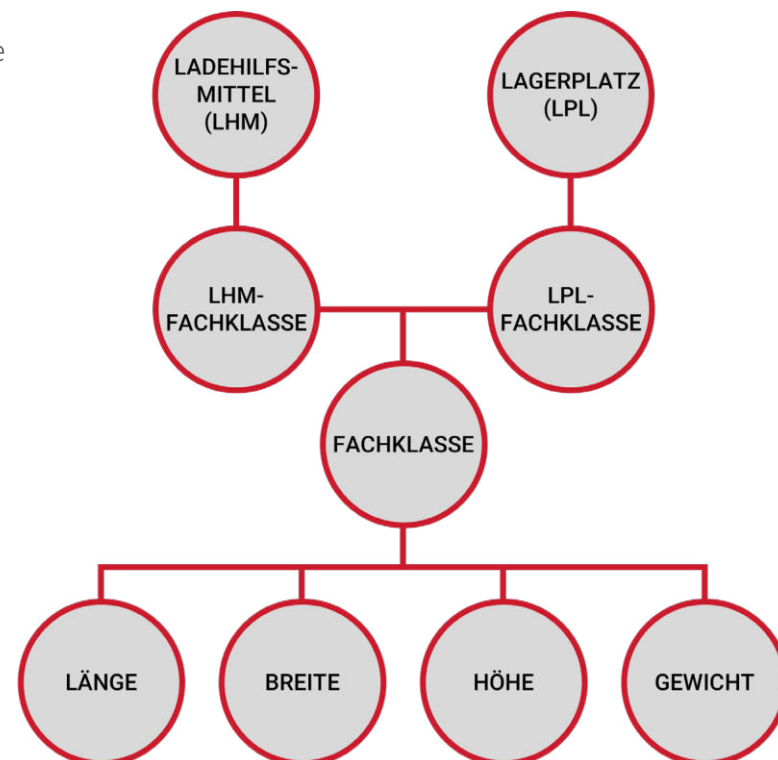 LADEHILFS-
MITTEL
(LHM)
LAGERPLATZ
(LPL)
LHM-
FACHKLASSE
LPL-
FACHKLASSE
FACHKLASSE
LÄNGE
BREITE
HÖHE
GEWICHT